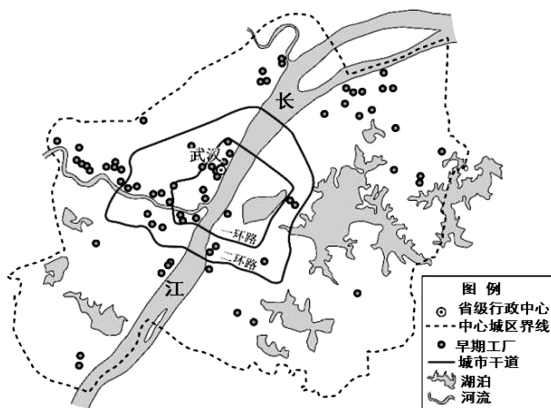 长
武汉
一环路
二环路
江
图例
省级行政中心
中心城区界线
早期工厂
城市干道
湖泊
河流